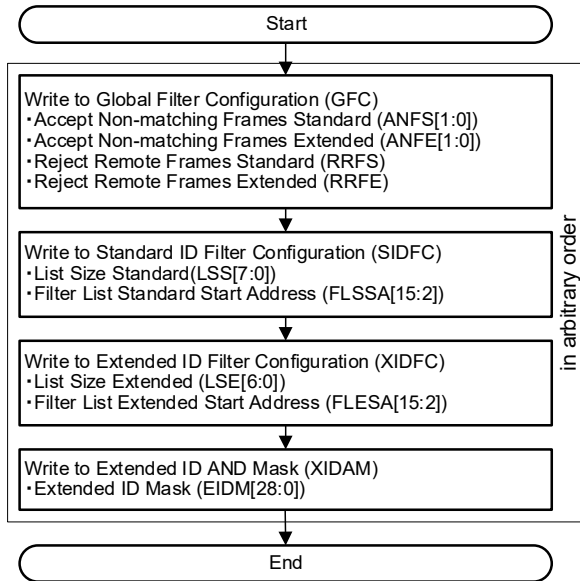 Start
Write to Global Filter Configuration (GFC)
・Accept Non-matching Frames Standard (ANFS[1:0])
・Accept Non-matching Frames Extended (ANFE[1:0])
・Reject Remote Frames Standard (RRFS)
・Reject Remote Frames Extended (RRFE)
Write to Standard ID Filter Configuration (SIDFC)
・List Size Standard(LSS[7:0])
・Filter List Standard Start Address (FLSSA[15:2])
Write to Extended ID Filter Configuration (XIDFC)
・List Size Extended (LSE[6:0])
・Filter List Extended Start Address (FLESA[15:2])
Write to Extended ID AND Mask (XIDAM)
・Extended ID Mask (EIDM[28:0])
in arbitrary order
End